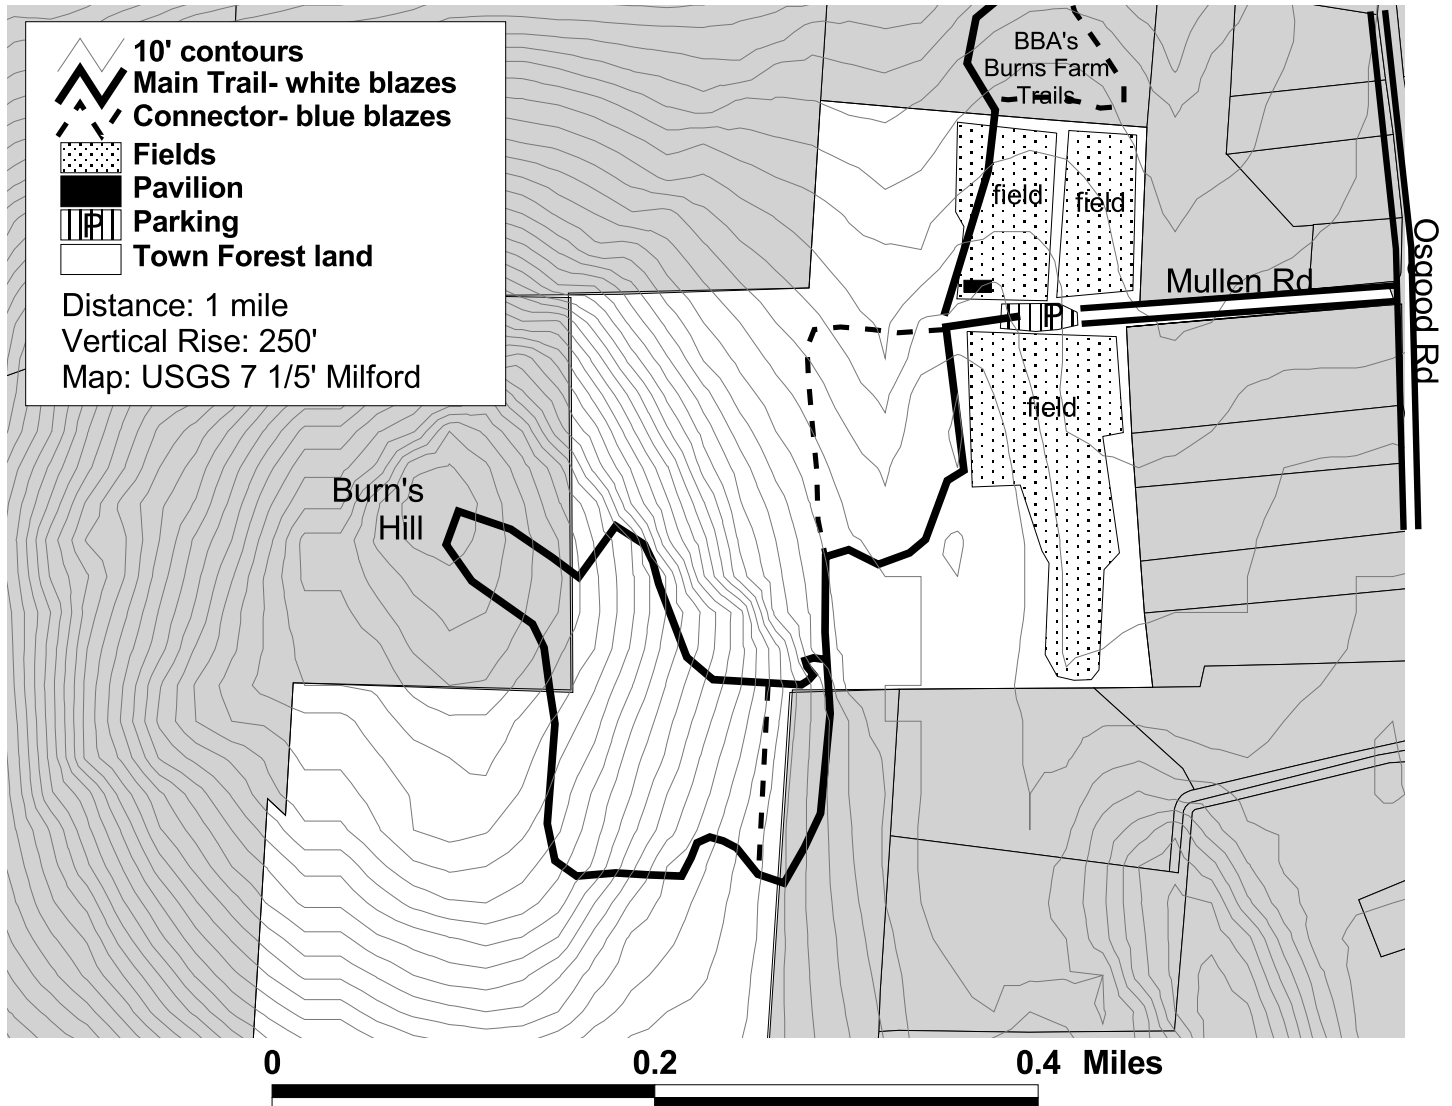 10' contours
Main Trail- white blazes
Connector- blue blazes
Fields
Pavilion
P Parking
Town Forest land
Distance: 1 mile
Vertical Rise: 250'
Map: USGS 7 1/5' Milford
BBA's
Burns Farm
Trails
field
field
Mullen Rd
P
Osgood Rd
field
Burn's
Hill
0 0.2 0.4 Miles